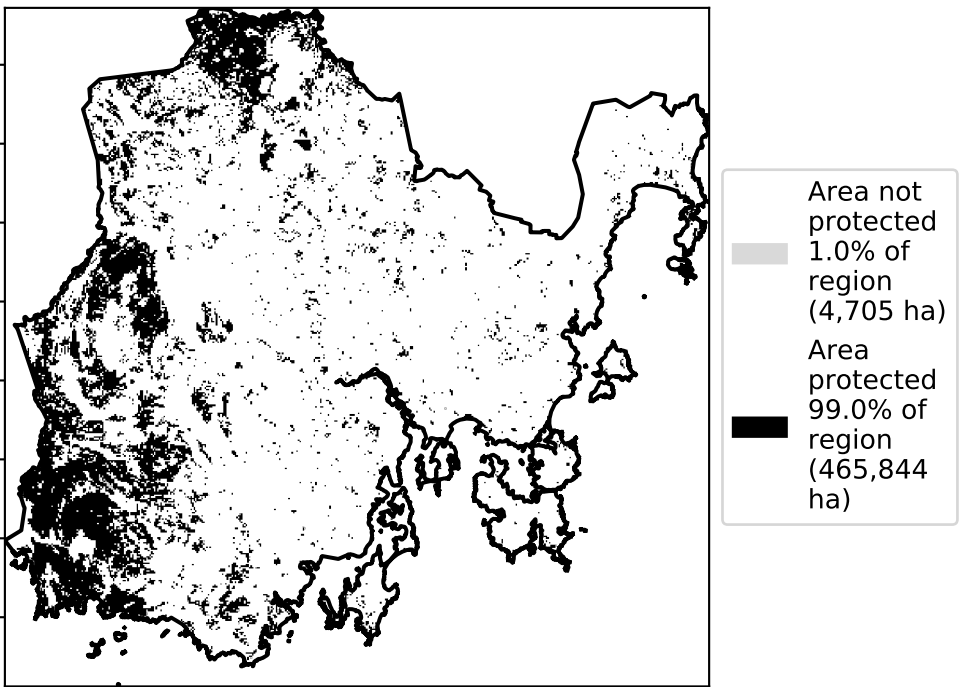 Area not
protected
1.0% of
region
(4,705 ha)
Area
protected
99.0% of
region
(465,844
ha)